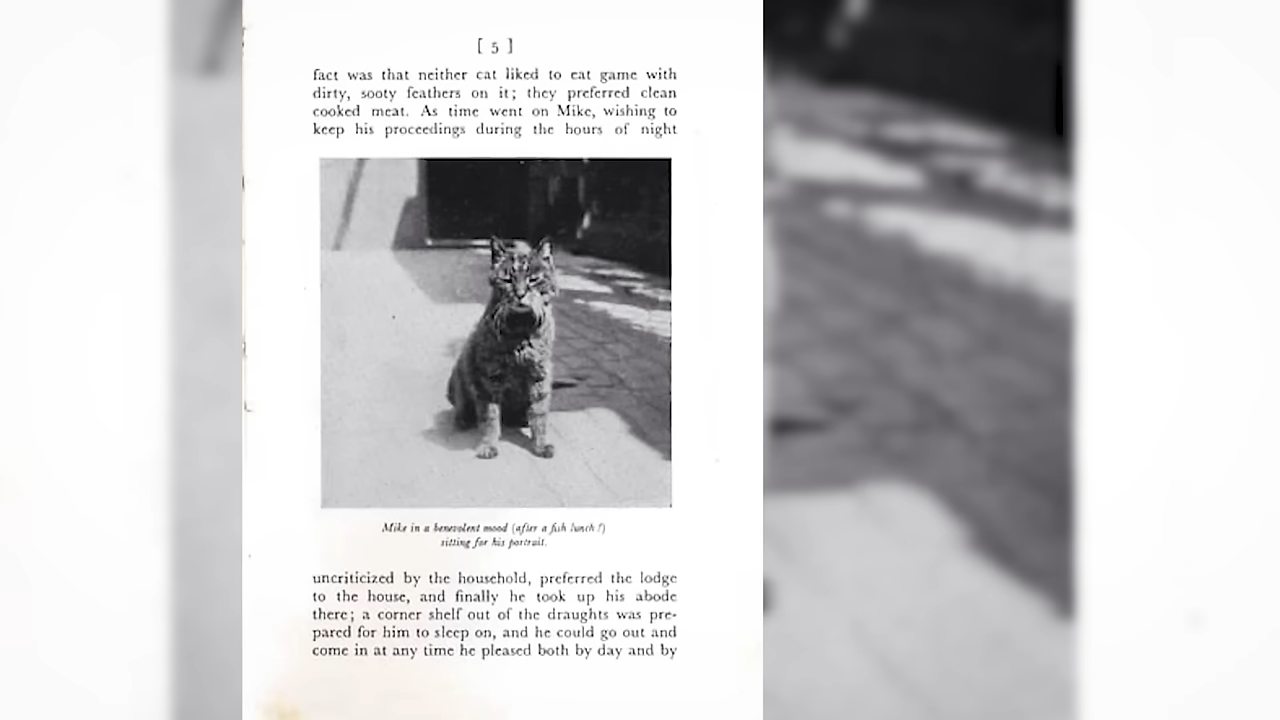 [ 5 ]
fact was that neither cat liked to eat game with
dirty, sooty feathers on it; they preferred clean
cooked meat. As time went on Mike, wishing to
keep his proceedings during the hours of night
Mike in a benevolent mood (after a fish lunch!)
sitting for his portrait.
uncriticized by the household, preferred the lodge
to the house, and finally he took up his abode
there; a corner shelf out of the draughts was pre-
pared for him to sleep on, and he could go out and
come in at any time he pleased both by day and by